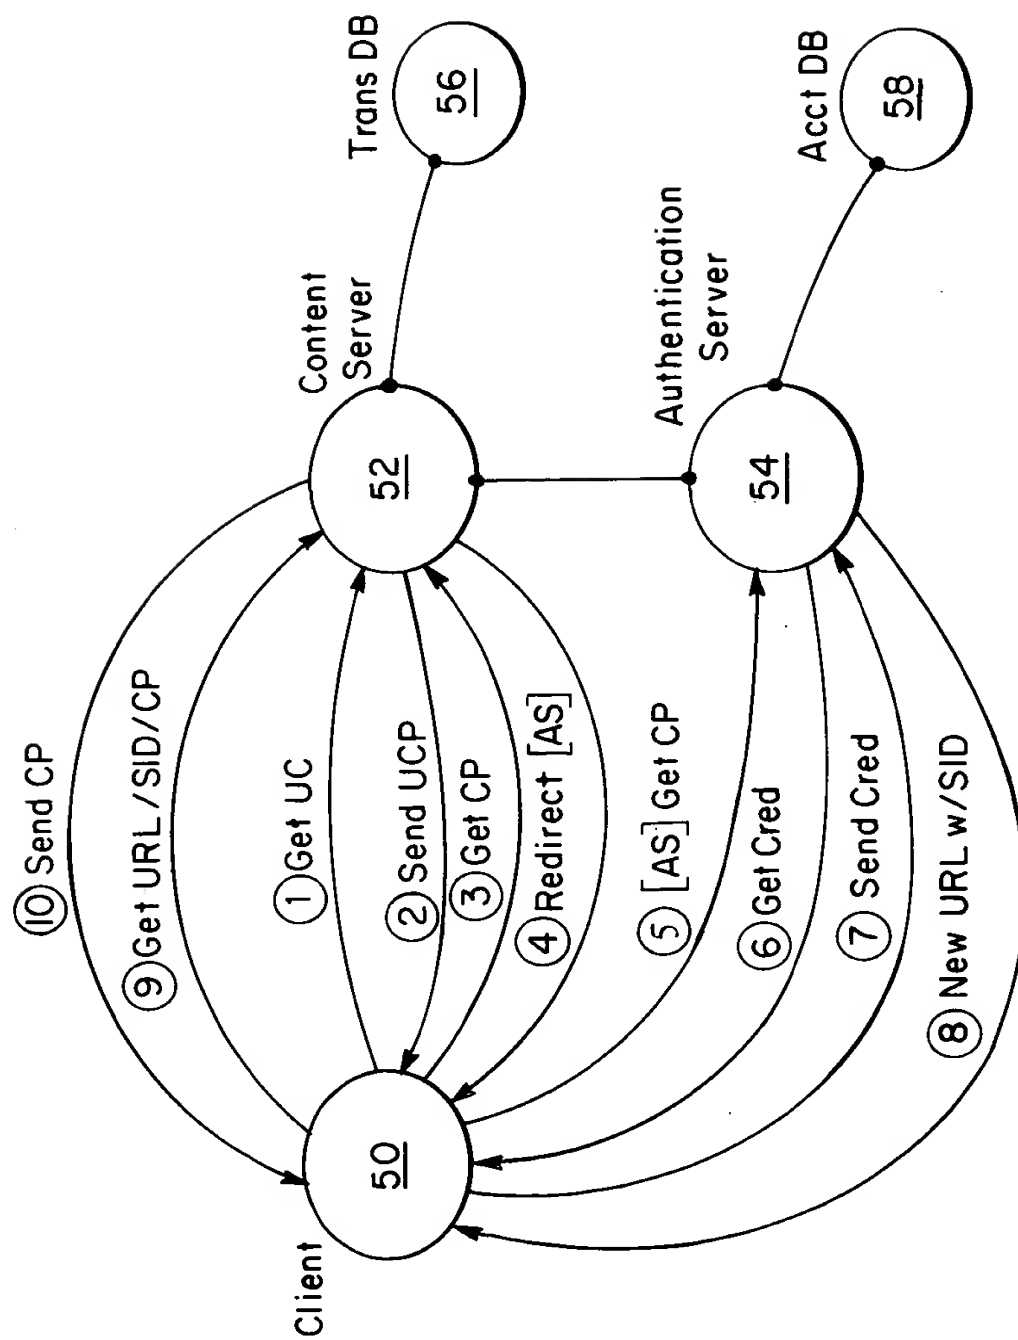 ⑩ Send CP
⑨ Get URL/SID/CP
① Get UC
② Send UCP
③ Get CP
④ Redirect [AS]
⑤ [AS] Get CP
⑥ Get Cred
⑦ Send Cred
⑧ New URL w/SID
Client
50
Content
Server
52
Trans DB
56
Authentication
Server
54
Acct DB
58